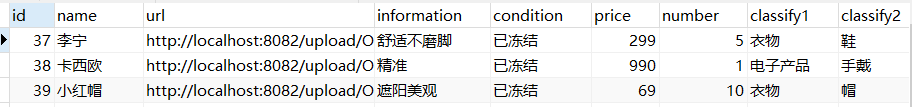 id name url information condition price number classify1 classify2
37 李宁 http://localhost:8082/upload/O 舒适不磨脚 已冻结 299 5 衣物 鞋
38 卡西欧 http://localhost:8082/upload/O 精准 已冻结 990 1 电子产品 手戴
39 小红帽 http://localhost:8082/upload/O 遮阳美观 已冻结 69 10 衣物 帽